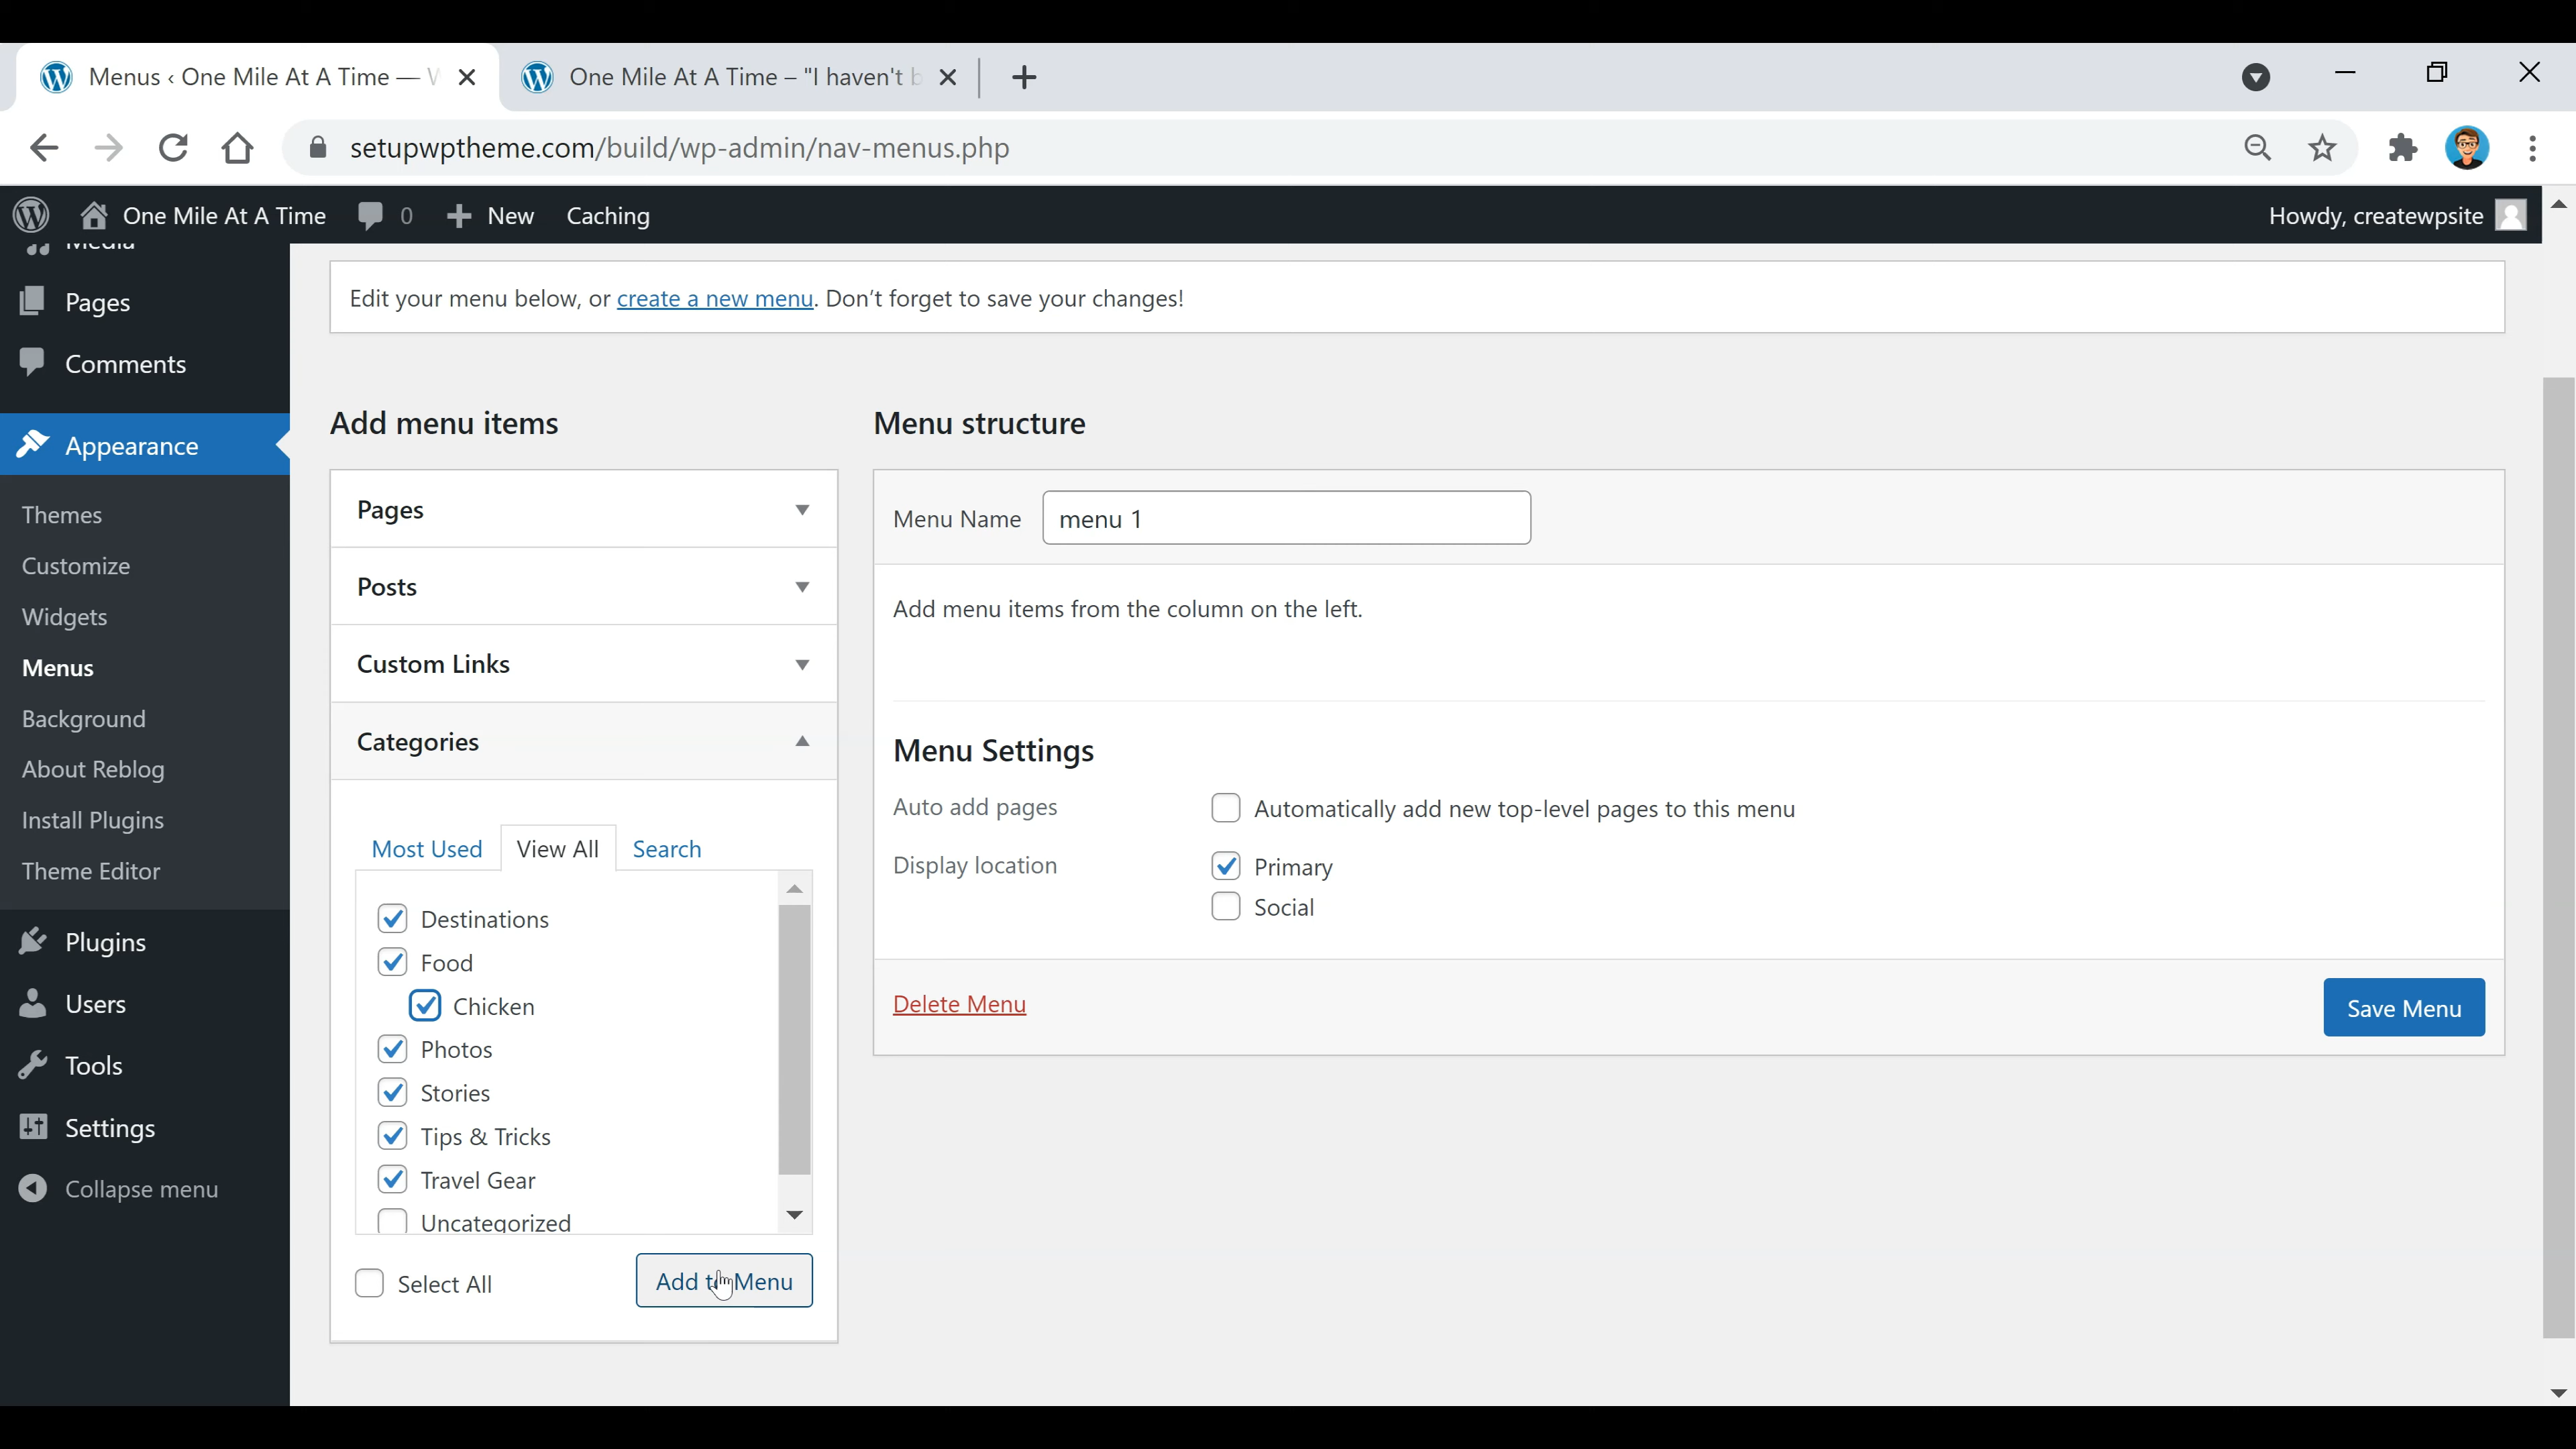 Menus ‹ One Mile At A Time —
One Mile At A Time – "I haven't
setupwptheme.com/build/wp-admin/nav-menus.php
One Mile At A Time
0
New
Caching
Howdy, createwpsite
Media
Pages
Comments
Appearance
Themes
Customize
Widgets
Menus
Background
About Reblog
Install Plugins
Theme Editor
Plugins
Users
Tools
Settings
Collapse menu
Edit your menu below, or create a new menu. Don't forget to save your changes!
Add menu items
Pages
Posts
Custom Links
Categories
Most Used
View All
Search
Destinations
Food
Chicken
Photos
Stories
Tips & Tricks
Travel Gear
Uncategorized
Select All
Add to Menu
Menu structure
Menu Name
menu 1
Add menu items from the column on the left.
Menu Settings
Auto add pages
Automatically add new top-level pages to this menu
Display location
Primary
Social
Delete Menu
Save Menu